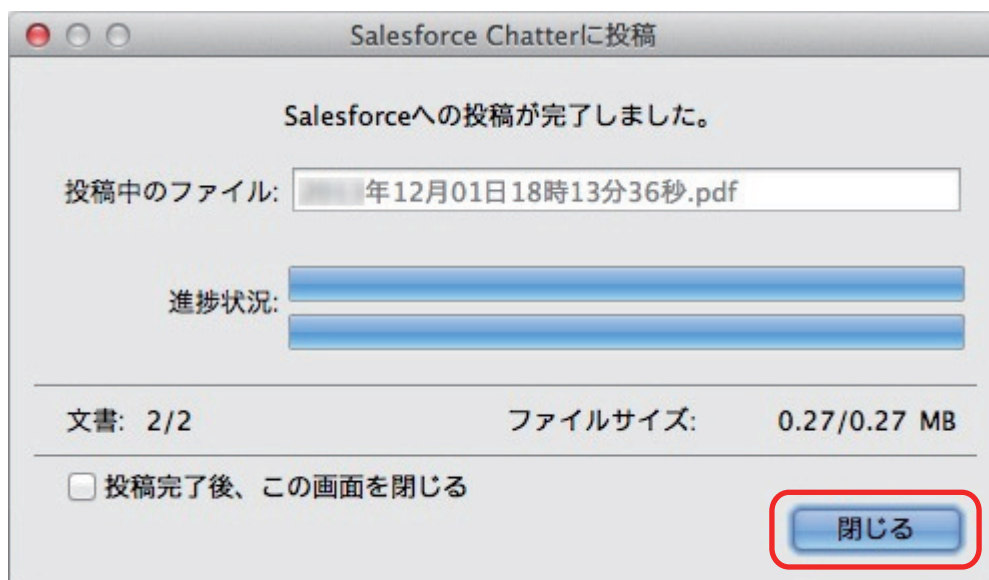 Salesforce Chatterに投稿
Salesforceへの投稿が完了しました。
投稿中のファイル: 年12月01日18時13分36秒.pdf
進捗状況:
文書: 2/2 ファイルサイズ: 0.27/0.27 MB
投稿完了後、この画面を閉じる
閉じる